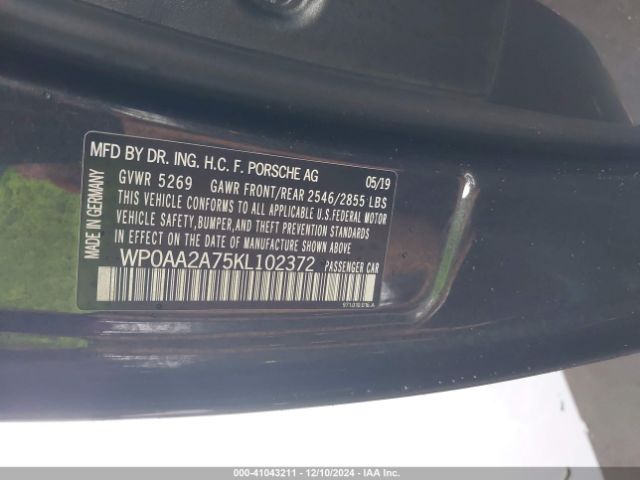 MFD BY DR. ING. H.C. F. PORSCHE AG 05/19
GVWR 5269 GAWR FRONT/REAR 2546/2855 LBS
THIS VEHICLE CONFORMS TO ALL APPLICABLE U.S.FEDERAL MOTOR
VEHICLE SAFETY,BUMPER,AND THEFT PREVENTION STANDARDS
IN EFFECT ON THE DATE OF MANUFACTURE SHOWN ABOVE.
WP0AA2A75KL102372 PASSENGER CAR
MADE IN GERMANY
000-41043211 - 12/10/2024 - IAA Inc.